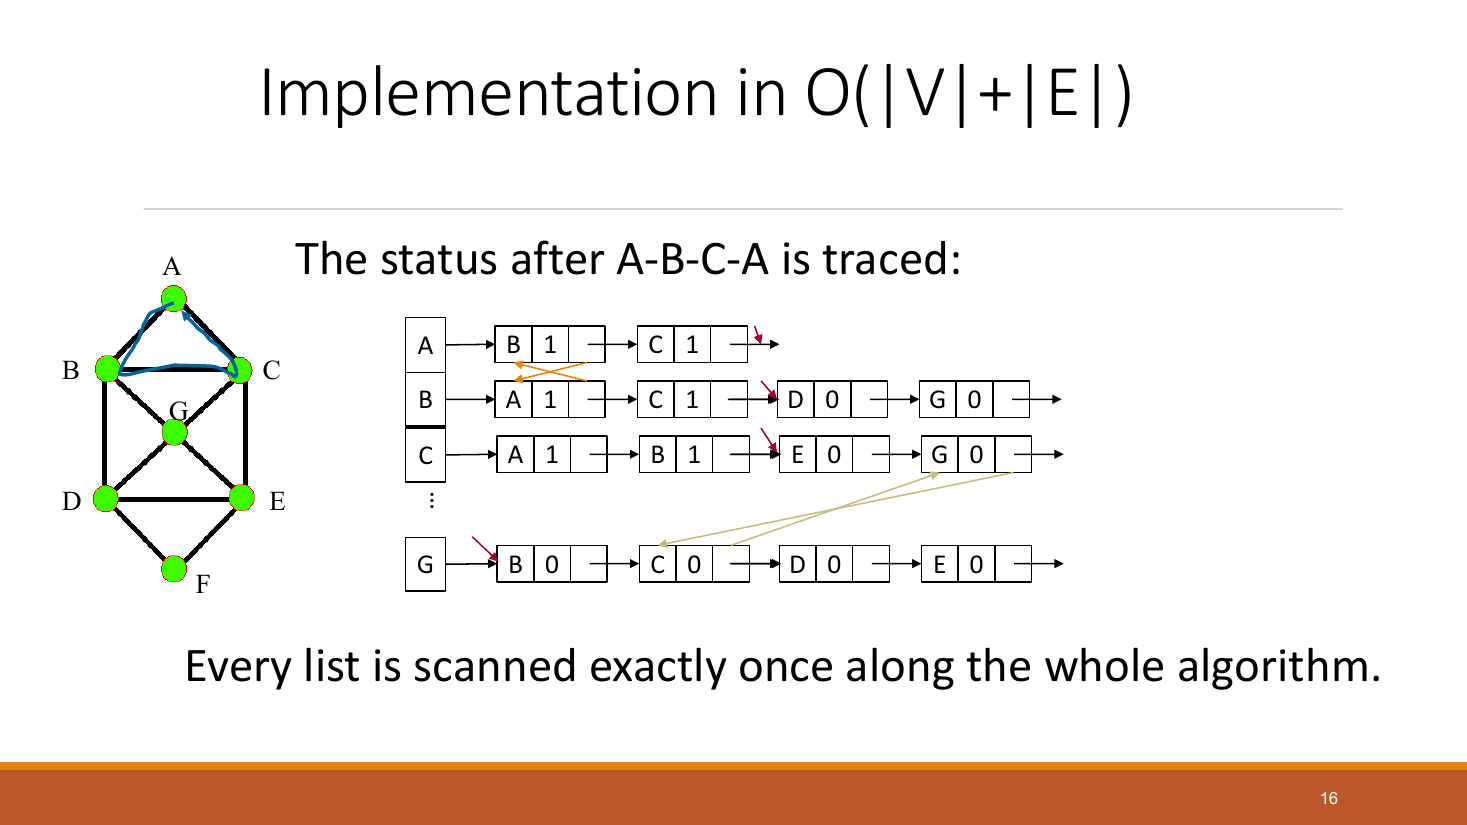 Implementation in O(|V|+|E|)
The status after A-B-C-A is traced:
A
B
C
G
D
E
F
A B 1 C 1
B A 1 C 1 D 0 G 0
C A 1 B 1 E 0 G 0
⋮
G B 0 C 0 D 0 E 0
Every list is scanned exactly once along the whole algorithm.
16